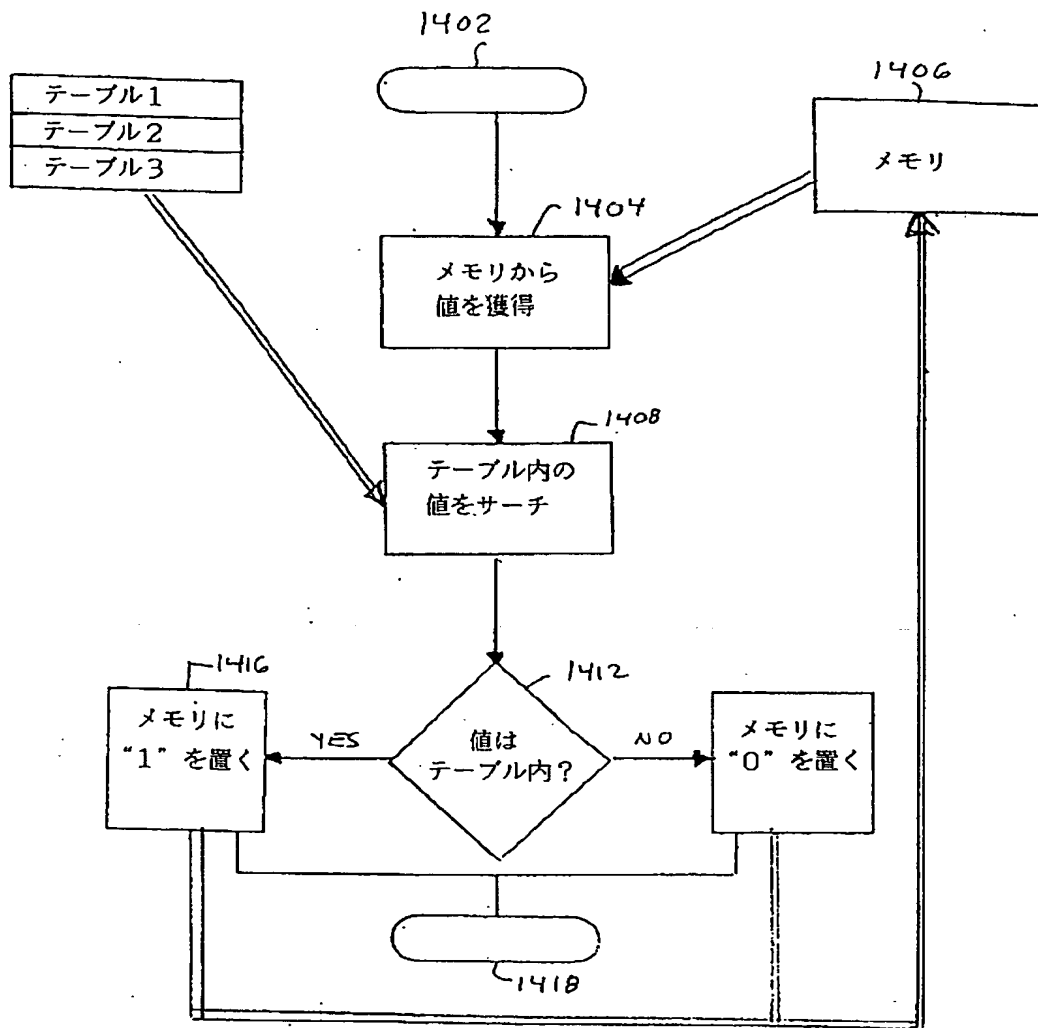 1402
1406
テーブル1
テーブル2
テーブル3
メモリ
1404
メモリから
値を獲得
1408
テーブル内の
値をサーチ
1416
1412
メモリに
“1”を置く
YES
値は
テーブル内?
NO
メモリに
“0”を置く
1418